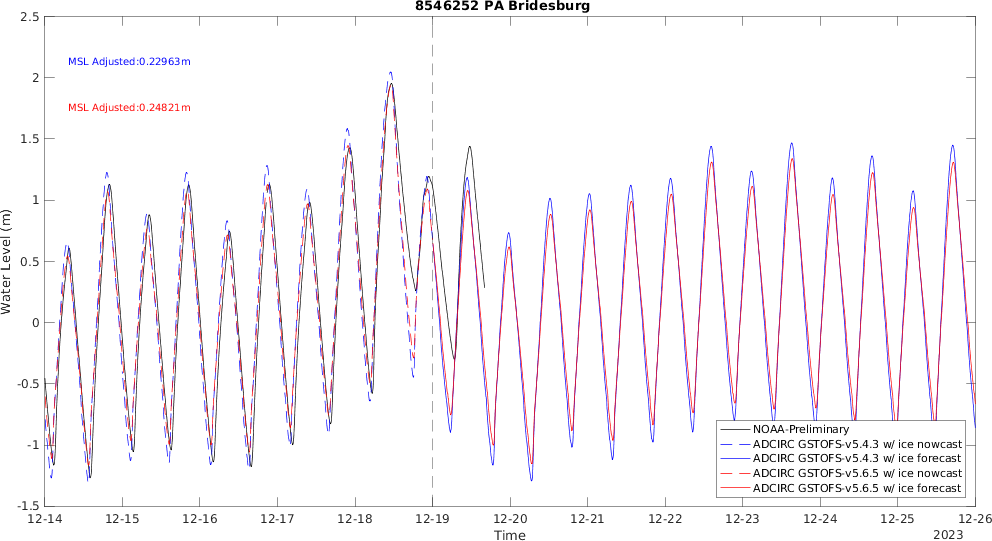 8546252 PA Bridesburg
MSL Adjusted:0.22963m
MSL Adjusted:0.24821m
Water Level (m)
2.5
2
1.5
1
0.5
0
-0.5
-1
-1.5
NOAA-Preliminary
ADCIRC GSTOFS-v5.4.3 w/ ice nowcast
ADCIRC GSTOFS-v5.4.3 w/ ice forecast
ADCIRC GSTOFS-v5.6.5 w/ ice nowcast
ADCIRC GSTOFS-v5.6.5 w/ ice forecast
12-14 12-15 12-16 12-17 12-18 12-19 12-20 12-21 12-22 12-23 12-24 12-25 12-26
Time
2023